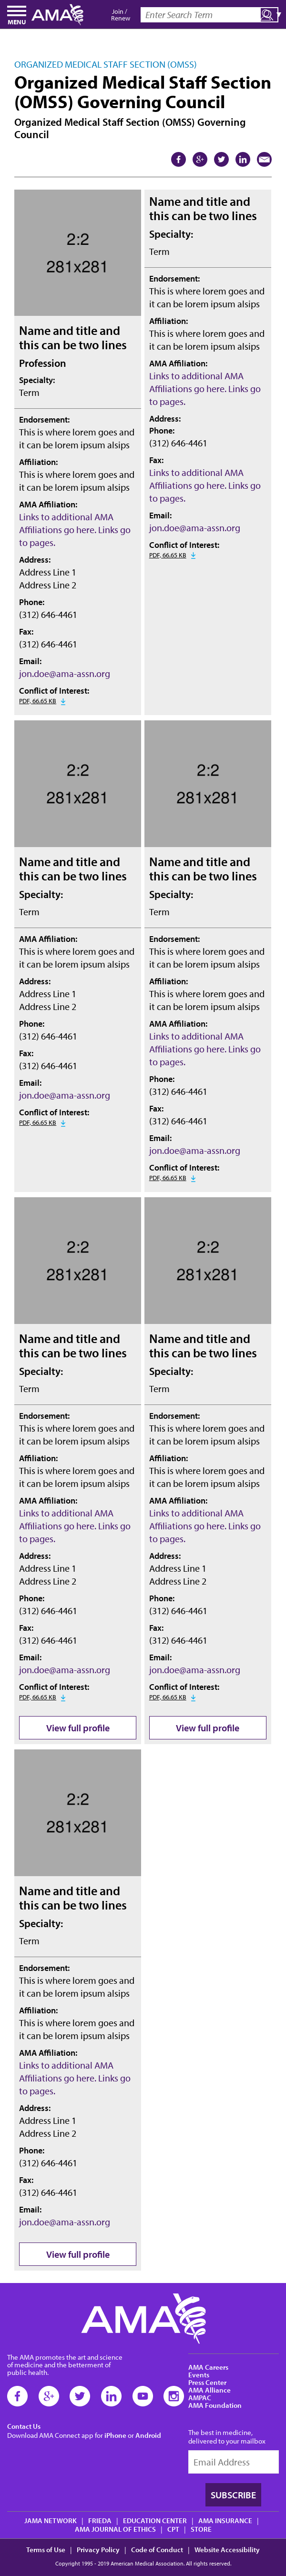 MENU
AMA
Join /
Renew
Enter Search Term
ORGANIZED MEDICAL STAFF SECTION (OMSS)
Organized Medical Staff Section
(OMSS) Governing Council
Organized Medical Staff Section (OMSS) Governing
Council
2:2
281x281
Name and title and
this can be two lines
Profession
Specialty:
Term
Endorsement:
This is where lorem goes and
it can be lorem ipsum alsips
Affiliation:
This is where lorem goes and
it can be lorem ipsum alsips
AMA Affiliation:
Links to additional AMA
Affiliations go here. Links go
to pages.
Address:
Address Line 1
Address Line 2
Phone:
(312) 646-4461
Fax:
(312) 646-4461
Email:
jon.doe@ama-assn.org
Conflict of Interest:
PDF, 66.65 KB
Name and title and
this can be two lines
Specialty:
Term
Endorsement:
This is where lorem goes and
it can be lorem ipsum alsips
Affiliation:
This is where lorem goes and
it can be lorem ipsum alsips
AMA Affiliation:
Links to additional AMA
Affiliations go here. Links go
to pages.
Address:
Phone:
(312) 646-4461
Fax:
Links to additional AMA
Affiliations go here. Links go
to pages.
Email:
jon.doe@ama-assn.org
Conflict of Interest:
PDF, 66.65 KB
2:2
281x281
Name and title and
this can be two lines
Specialty:
Term
AMA Affiliation:
This is where lorem goes and
it can be lorem ipsum alsips
Address:
Address Line 1
Address Line 2
Phone:
(312) 646-4461
Fax:
(312) 646-4461
Email:
jon.doe@ama-assn.org
Conflict of Interest:
PDF, 66.65 KB
2:2
281x281
Name and title and
this can be two lines
Specialty:
Term
Endorsement:
This is where lorem goes and
it can be lorem ipsum alsips
Affiliation:
This is where lorem goes and
it can be lorem ipsum alsips
AMA Affiliation:
Links to additional AMA
Affiliations go here. Links go
to pages.
Phone:
(312) 646-4461
Fax:
(312) 646-4461
Email:
jon.doe@ama-assn.org
Conflict of Interest:
PDF, 66.65 KB
2:2
281x281
Name and title and
this can be two lines
Specialty:
Term
Endorsement:
This is where lorem goes and
it can be lorem ipsum alsips
Affiliation:
This is where lorem goes and
it can be lorem ipsum alsips
AMA Affiliation:
Links to additional AMA
Affiliations go here. Links go
to pages.
Address:
Address Line 1
Address Line 2
Phone:
(312) 646-4461
Fax:
(312) 646-4461
Email:
jon.doe@ama-assn.org
Conflict of Interest:
PDF, 66.65 KB
View full profile
2:2
281x281
Name and title and
this can be two lines
Specialty:
Term
Endorsement:
This is where lorem goes and
it can be lorem ipsum alsips
Affiliation:
This is where lorem goes and
it can be lorem ipsum alsips
AMA Affiliation:
Links to additional AMA
Affiliations go here. Links go
to pages.
Address:
Address Line 1
Address Line 2
Phone:
(312) 646-4461
Fax:
(312) 646-4461
Email:
jon.doe@ama-assn.org
Conflict of Interest:
PDF, 66.65 KB
View full profile
2:2
281x281
Name and title and
this can be two lines
Specialty:
Term
Endorsement:
This is where lorem goes and
it can be lorem ipsum alsips
Affiliation:
This is where lorem goes and
it can be lorem ipsum alsips
AMA Affiliation:
Links to additional AMA
Affiliations go here. Links go
to pages.
Address:
Address Line 1
Address Line 2
Phone:
(312) 646-4461
Fax:
(312) 646-4461
Email:
jon.doe@ama-assn.org
View full profile
AMA
The AMA promotes the art and science
of medicine and the betterment of
public health.
Contact Us
Download AMA Connect app for iPhone or Android
AMA Careers
Events
Press Center
AMA Alliance
AMPAC
AMA Foundation
The best in medicine,
delivered to your mailbox
Email Address
SUBSCRIBE
JAMA NETWORK | FRIEDA | EDUCATION CENTER | AMA INSURANCE |
AMA JOURNAL OF ETHICS | CPT | STORE
Terms of Use | Privacy Policy | Code of Conduct | Website Accessibility
Copyright 1995 - 2019 American Medical Association. All rights reserved.